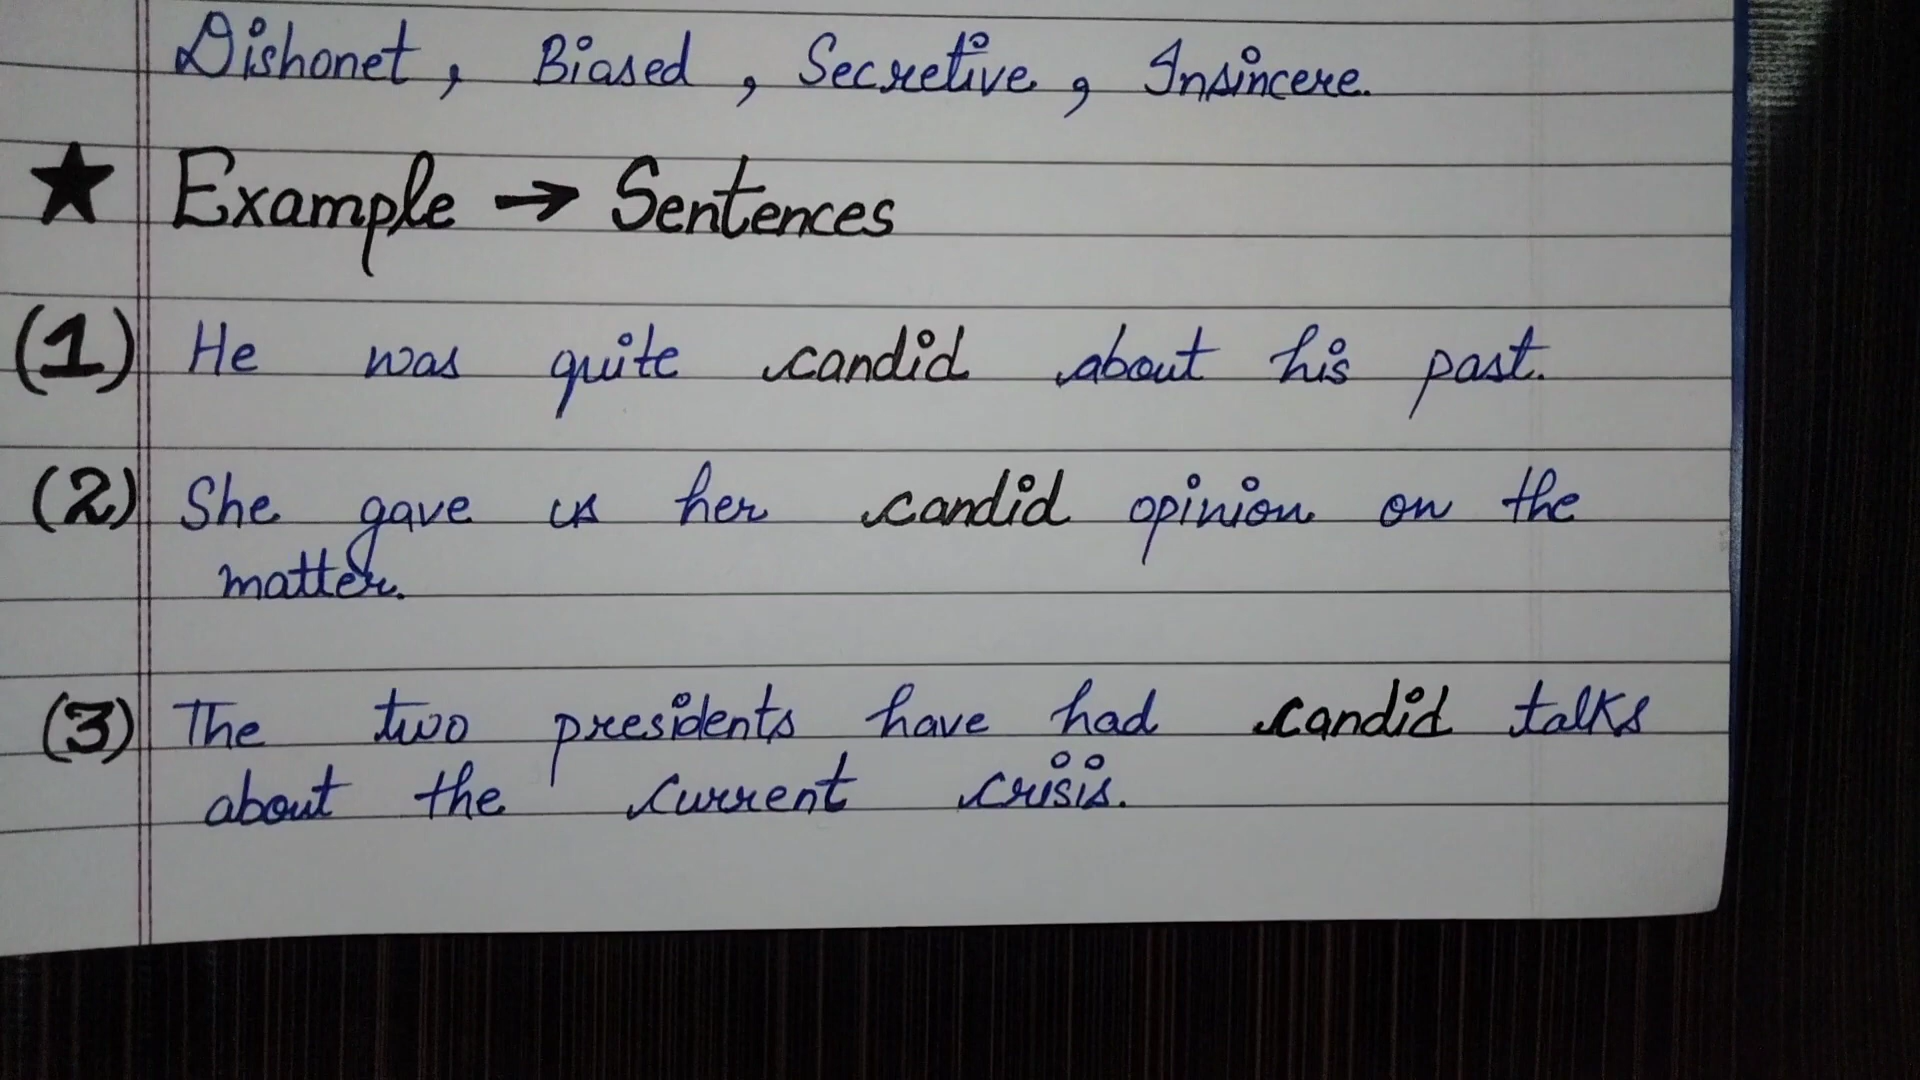 Dishonet, Biased, Secretive, Insincere.
★ Example → Sentences
(1) He was quite candid about his past.
(2) She gave us her candid opinion on the
matter.
(3) The two presidents have had candid talks
about the current crisis.